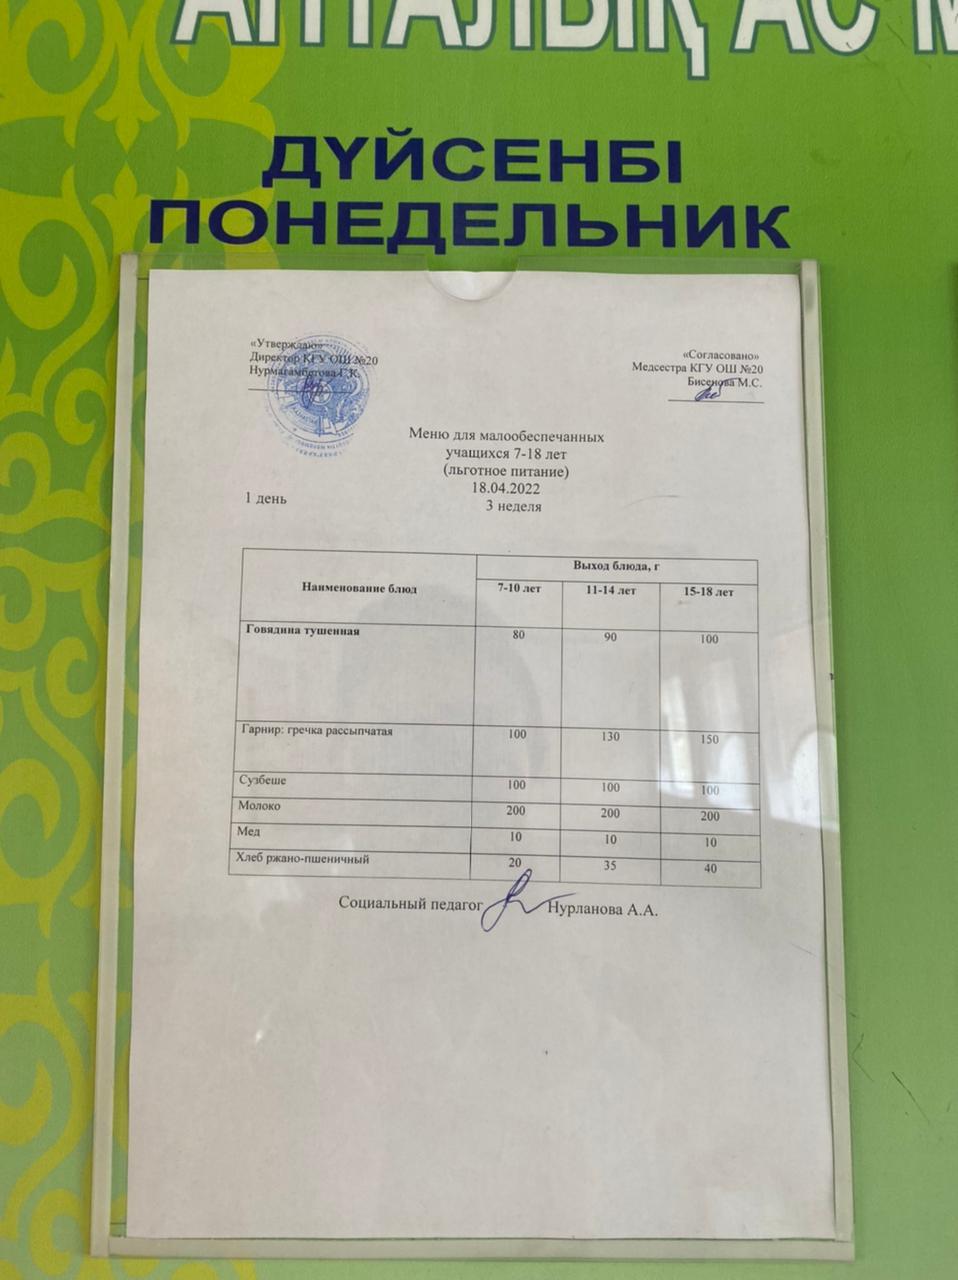 АПТАЛЫҚ АС М
ДҮЙСЕНБІ
ПОНЕДЕЛЬНИК
«Утверждаю»
Директор КГУ ОШ №20
Нурмагамбетова Г.К.
«Согласовано»
Медсестра КГУ ОШ №20
Бисенова М.С.
Меню для малообеспечанных
учащихся 7-18 лет
(льготное питание)
18.04.2022
1 день 3 неделя
Наименование блюд Выход блюда, г
7-10 лет 11-14 лет 15-18 лет
Говядина тушенная 80 90 100
Гарнир: гречка рассыпчатая 100 130 150
Сузбеше 100 100 100
Молоко 200 200 200
Мед 10 10 10
Хлеб ржано-пшеничный 20 35 40
Социальный педагог Нурланова А.А.